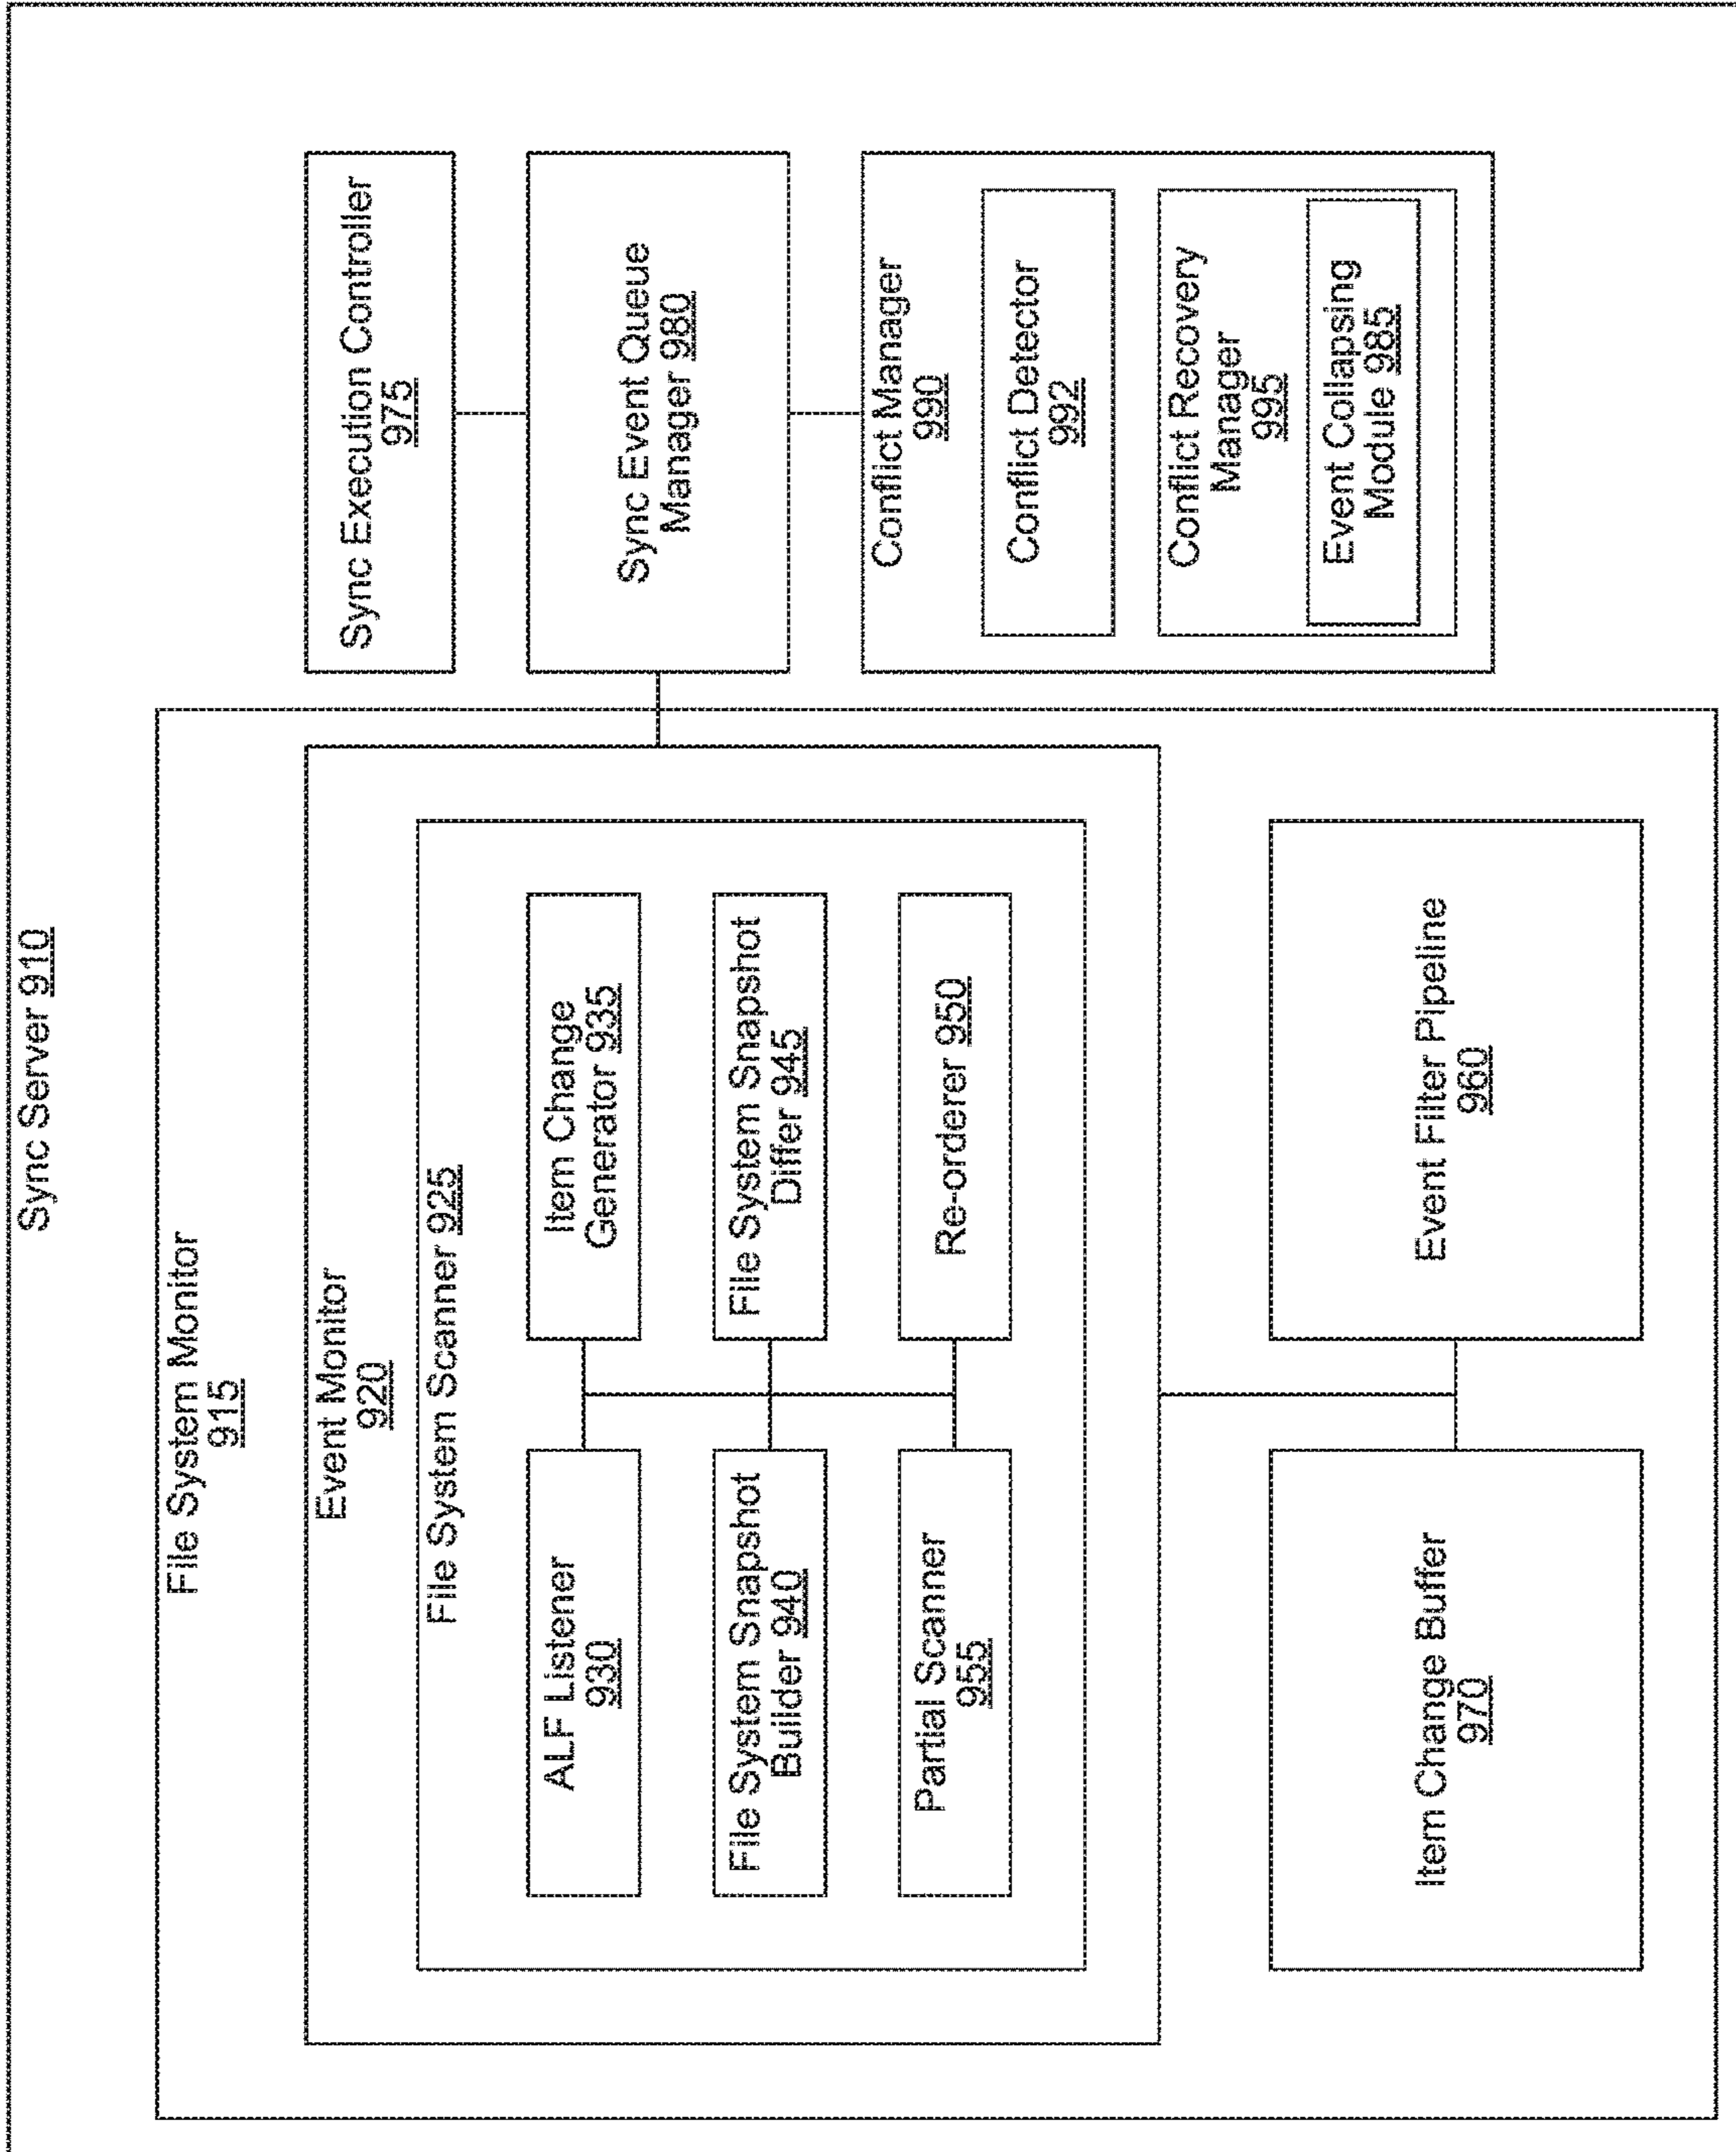 Sync Server 910
File System Monitor
915
Event Monitor
920
File System Scanner 925
ALF Listener
930
Item Change
Generator 935
File System Snapshot
Builder 940
File System Snapshot
Differ 945
Partial Scanner
955
Re-orderer 950
Item Change Buffer
970
Event Filter Pipeline
960
Sync Execution Controller
975
Sync Event Queue
Manager 980
Conflict Manager
990
Conflict Detector
992
Conflict Recovery
Manager
995
Event Collapsing
Module 985